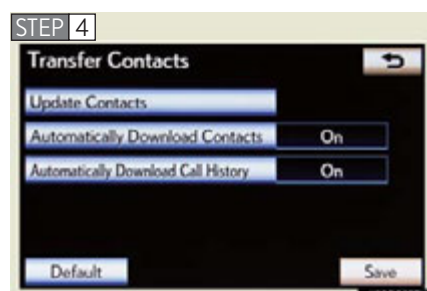 STEP 4
Transfer Contacts
Update Contacts
Automatically Download Contacts On
Automatically Download Call History On
Default Save